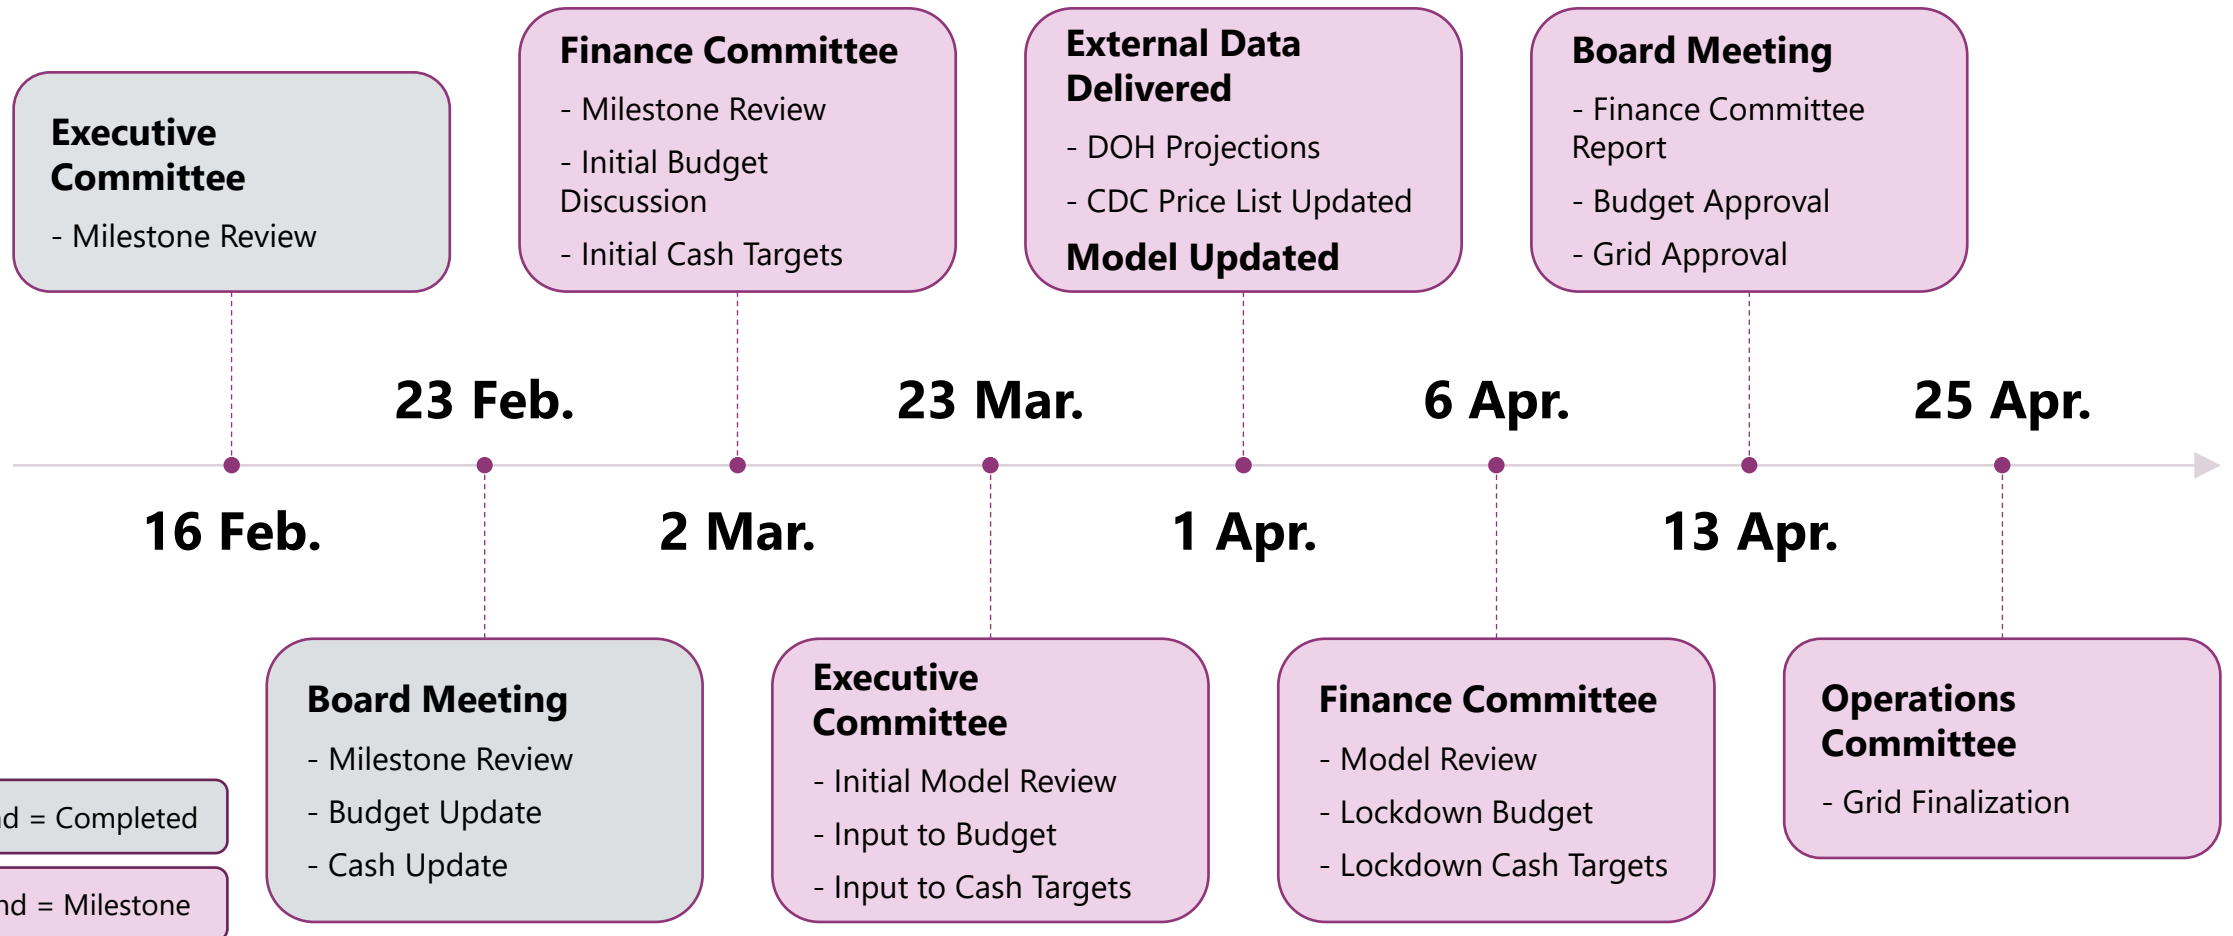 Executive
Committee
- Milestone Review
Finance Committee
- Milestone Review
- Initial Budget
Discussion
- Initial Cash Targets
External Data
Delivered
- DOH Projections
- CDC Price List Updated
Model Updated
Board Meeting
- Finance Committee
Report
- Budget Approval
- Grid Approval
23 Feb.
23 Mar.
6 Apr.
25 Apr.
16 Feb.
2 Mar.
1 Apr.
13 Apr.
Board Meeting
- Milestone Review
- Budget Update
- Cash Update
Executive
Committee
- Initial Model Review
- Input to Budget
- Input to Cash Targets
Finance Committee
- Model Review
- Lockdown Budget
- Lockdown Cash Targets
Operations
Committee
- Grid Finalization
= Completed
= Milestone